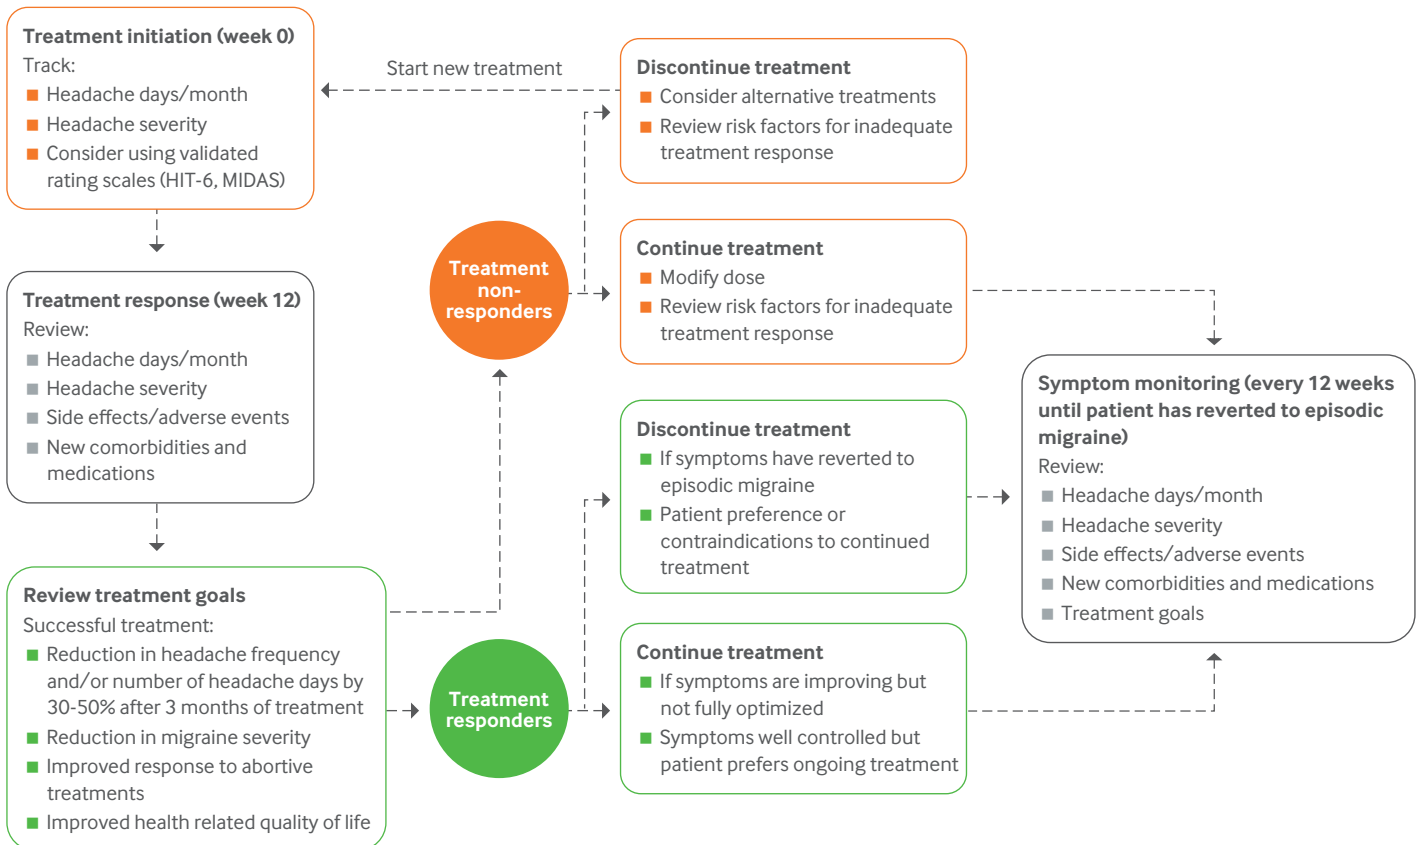 Treatment initiation (week 0)
Track:
Headache days/month
Headache severity
Consider using validated
rating scales (HIT-6, MIDAS)
Treatment response (week 12)
Review:
Headache days/month
Headache severity
Side effects/adverse events
New comorbidities and
medications
Review treatment goals
Successful treatment:
Reduction in headache frequency
and/or number of headache days by
30-50% after 3 months of treatment
Reduction in migraine severity
Improved response to abortive
treatments
Improved health related quality of life
Start new treatment
Treatment
non-
responders
Treatment
responders
Discontinue treatment
Consider alternative treatments
Review risk factors for inadequate
treatment response
Continue treatment
Modify dose
Review risk factors for inadequate
treatment response
Discontinue treatment
If symptoms have reverted to
episodic migraine
Patient preference or
contraindications to continued
treatment
Continue treatment
If symptoms are improving but
not fully optimized
Symptoms well controlled but
patient prefers ongoing treatment
Symptom monitoring (every 12 weeks
until patient has reverted to episodic
migraine)
Review:
Headache days/month
Headache severity
Side effects/adverse events
New comorbidities and medications
Treatment goals